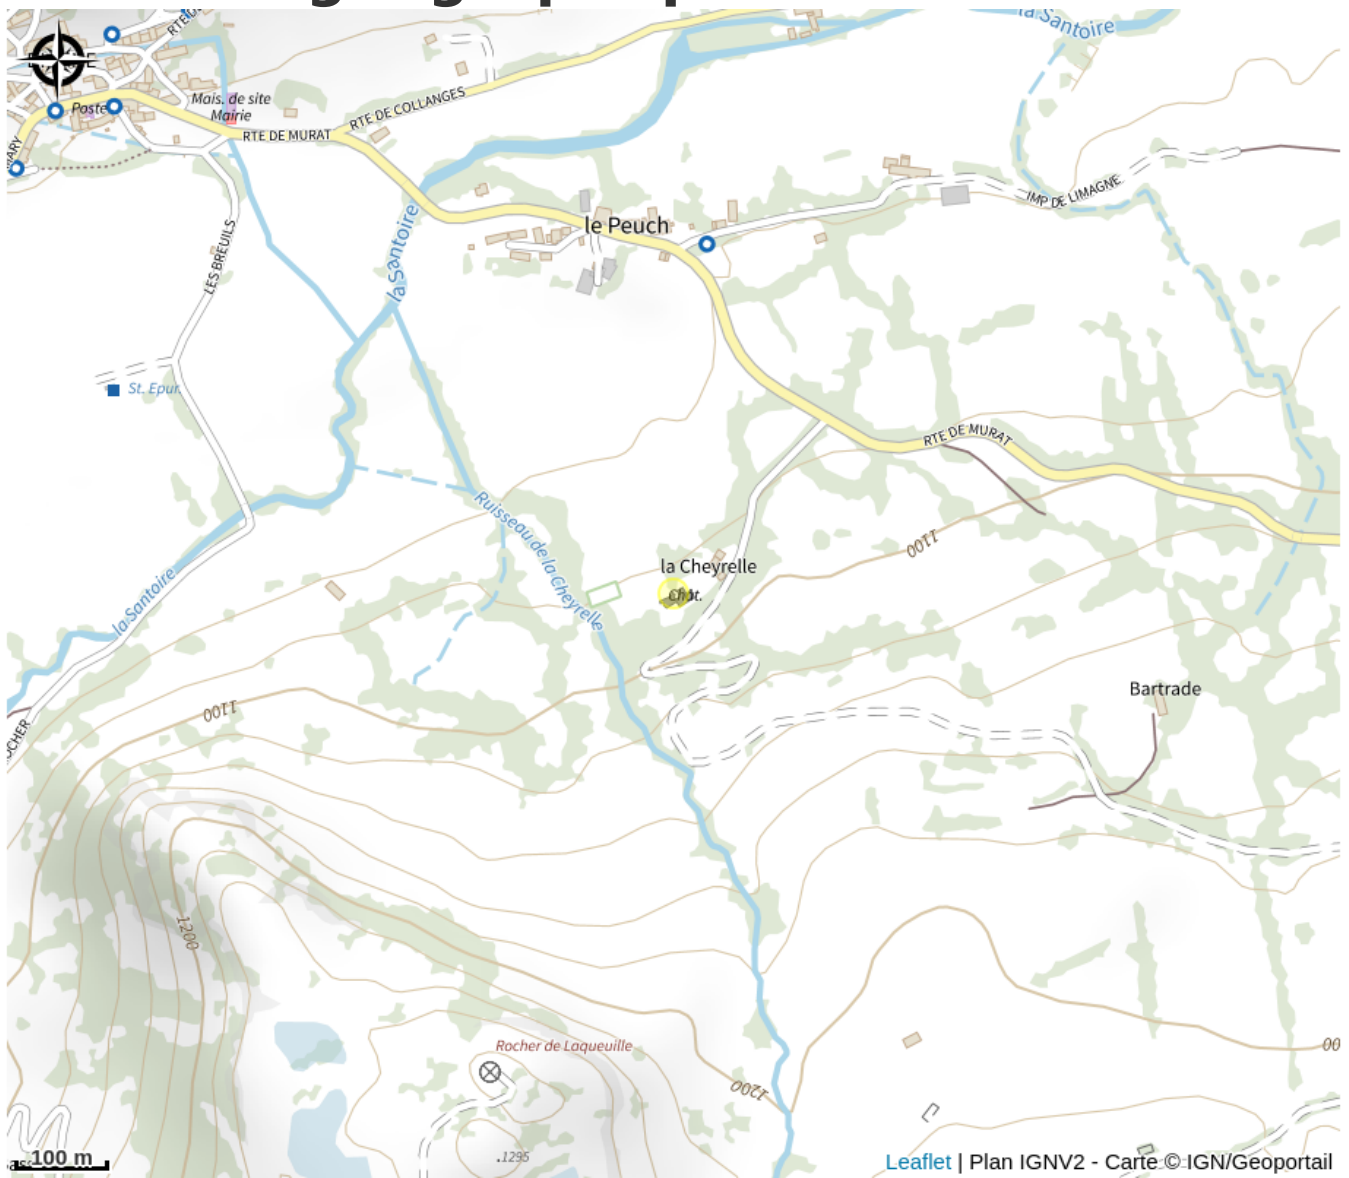 la Santoire
Mais. de site
Mairie
Poste
RTE DE COLLANGES
RTE DE MURAT
IMP DE LIMAGNE
le Peuch
la Santoire
LES BREUILS
St. Epur.
RTE DE MURAT
Ruisseau de la Cheyrelle
1100
la Cheyrelle
Chât.
la Santoire
Bartrade
1100
1200
Rocher de Laqueuille
1200
.1295
100 m
Leaflet | Plan IGNV2 - Carte © IGN/Geoportail